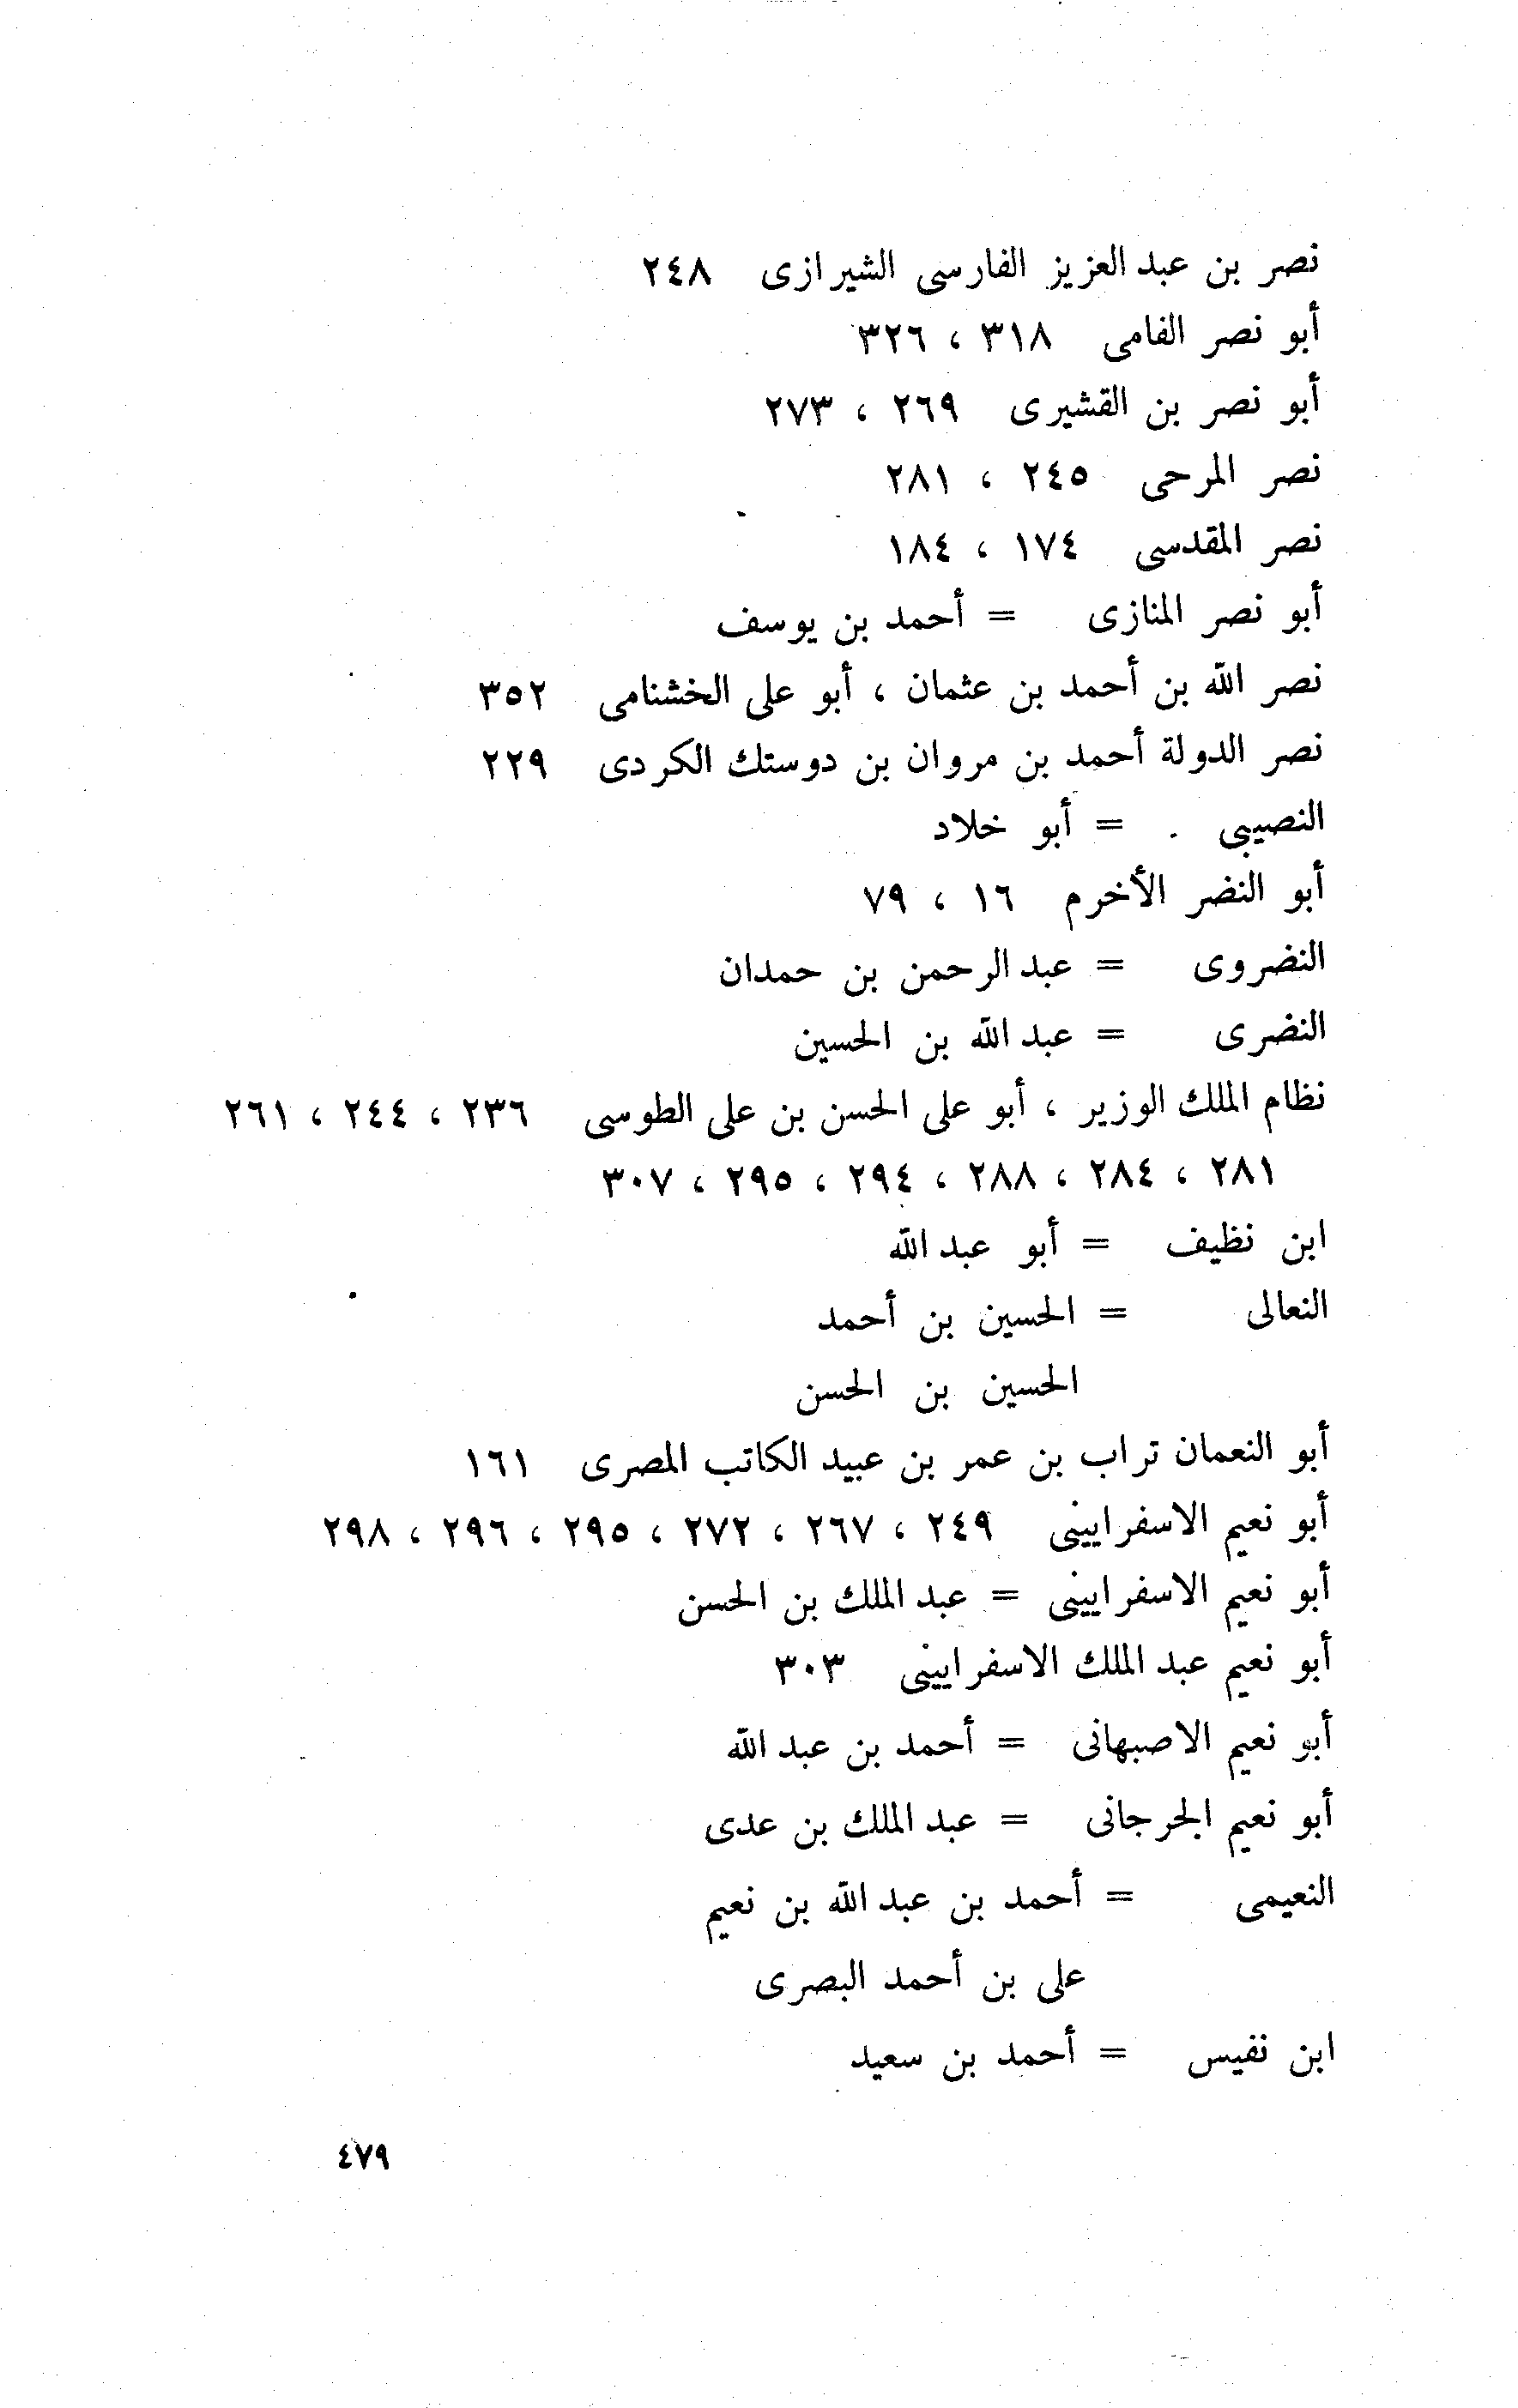 نصر بن عبد العزيز الفارسى الشيرازى ٢٤٨
أبو نصر الفامى ٣١٨ ، ٣٢٦
أبو نصر بن القشيرى ٢٦٩ ، ٢٧٣
نصر المرحى ٢٤٥ ، ٢٨١
نصر المقدسى ١٧٤ ، ١٨٤
أبو نصر المنازى = أحمد بن يوسف
نصر الله بن أحمد بن عثمان ، أبو على الخشنامى ٣٥٢
نصر الدولة أحمد بن مروان بن دوستك الكردى ٢٢٩
النصيبى = أبو خلاد
أبو النضر الأخرم ١٦ ، ٧٩
النضروى = عبد الرحمن بن حمدان
النضرى = عبد الله بن الحسين
نظام الملك الوزير ، أبو على الحسن بن على الطوسى ٢٣٦ ، ٢٤٤ ، ٢٦١
٢٨١ ، ٢٨٤ ، ٢٨٨ ، ٢٩٤ ، ٢٩٥ ، ٣٠٧
ابن نظيف = أبو عبد الله
النعالى = الحسين بن أحمد
الحسين بن الحسن
أبو النعمان تراب بن عمر بن عبيد الكاتب المصرى ١٦١
أبو نعيم الاسفرايينى ٢٤٩ ، ٢٦٧ ، ٢٧٢ ، ٢٩٥ ، ٢٩٦ ، ٢٩٨
أبو نعيم الاسفرايينى = عبد الملك بن الحسن
أبو نعيم عبد الملك الاسفرايينى ٣٠٣
أبو نعيم الاصبهانى = أحمد بن عبد الله
أبو نعيم الجرجانى = عبد الملك بن عدى
النعيمى = أحمد بن عبد الله بن نعيم
على بن أحمد البصرى
ابن نفيس = أحمد بن سعيد
٤٧٩